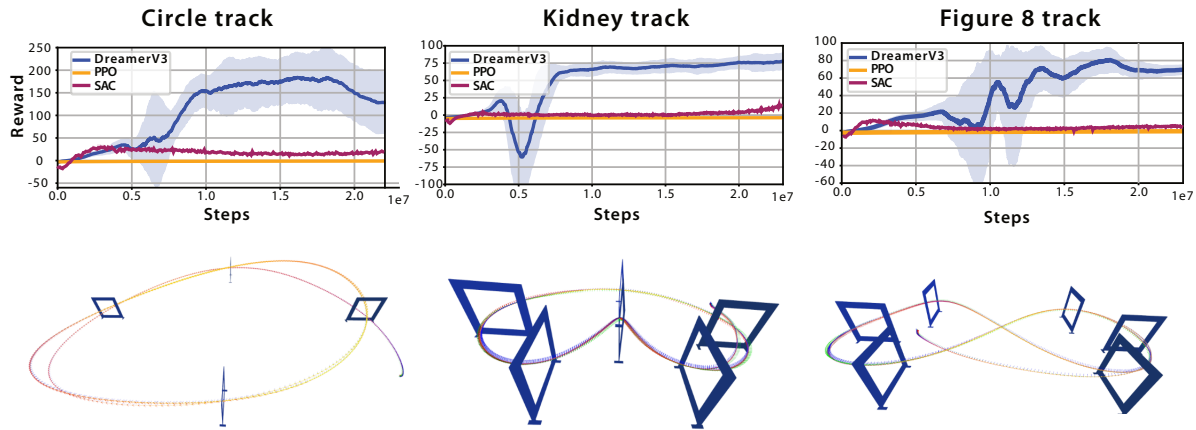 Circle track
Kidney track
Figure 8 track
Reward
250
200
150
100
50
0
-50
DreamerV3
PPO
SAC
0.0
0.5
1.0
1.5
2.0
1e7
Steps
100
75
50
25
0
-25
-50
-75
-100
DreamerV3
PPO
SAC
0.0
0.5
1.0
1.5
2.0
1e7
Steps
100
80
60
40
20
0
-20
-40
-60
DreamerV3
PPO
SAC
0.0
0.5
1.0
1.5
2.0
1e7
Steps